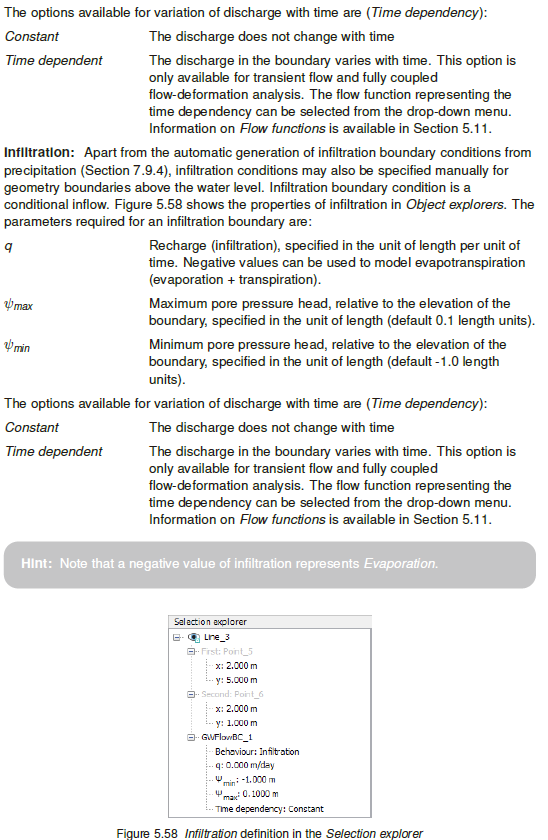 The options available for variation of discharge with time are (Time dependency):
Constant The discharge does not change with time
Time dependent The discharge in the boundary varies with time. This option is
only available for transient flow and fully coupled
flow-deformation analysis. The flow function representing the
time dependency can be selected from the drop-down menu.
Information on Flow functions is available in Section 5.11.
Infiltration: Apart from the automatic generation of infiltration boundary conditions from
precipitation (Section 7.9.4), infiltration conditions may also be specified manually for
geometry boundaries above the water level. Infiltration boundary condition is a
conditional inflow. Figure 5.58 shows the properties of infiltration in Object explorers. The
parameters required for an infiltration boundary are:
q Recharge (infiltration), specified in the unit of length per unit of
time. Negative values can be used to model evapotranspiration
(evaporation + transpiration).
ψmax Maximum pore pressure head, relative to the elevation of the
boundary, specified in the unit of length (default 0.1 length units).
ψmin Minimum pore pressure head, relative to the elevation of the
boundary, specified in the unit of length (default -1.0 length
units).
The options available for variation of discharge with time are (Time dependency):
Constant The discharge does not change with time
Time dependent The discharge in the boundary varies with time. This option is
only available for transient flow and fully coupled
flow-deformation analysis. The flow function representing the
time dependency can be selected from the drop-down menu.
Information on Flow functions is available in Section 5.11.
Hint: Note that a negative value of infiltration represents Evaporation.
Selection explorer
Line_3
First: Point_5
x: 2.000 m
y: 5.000 m
Second: Point_6
x: 2.000 m
y: 1.000 m
GWFlowBC_1
Behaviour: Infiltration
q: 0.000 m/day
Ψmin: -1.000 m
Ψmax: 0.1000 m
Time dependency: Constant
Figure 5.58 Infiltration definition in the Selection explorer